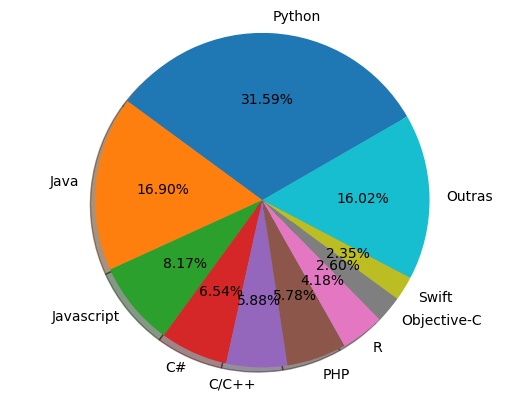 Python
31.59%
Java
16.90%
16.02%
Outras
8.17%
2.35%
2.60%
4.18%
6.54%
5.88%
5.78%
Swift
Javascript
Objective-C
R
C#
PHP
C/C++